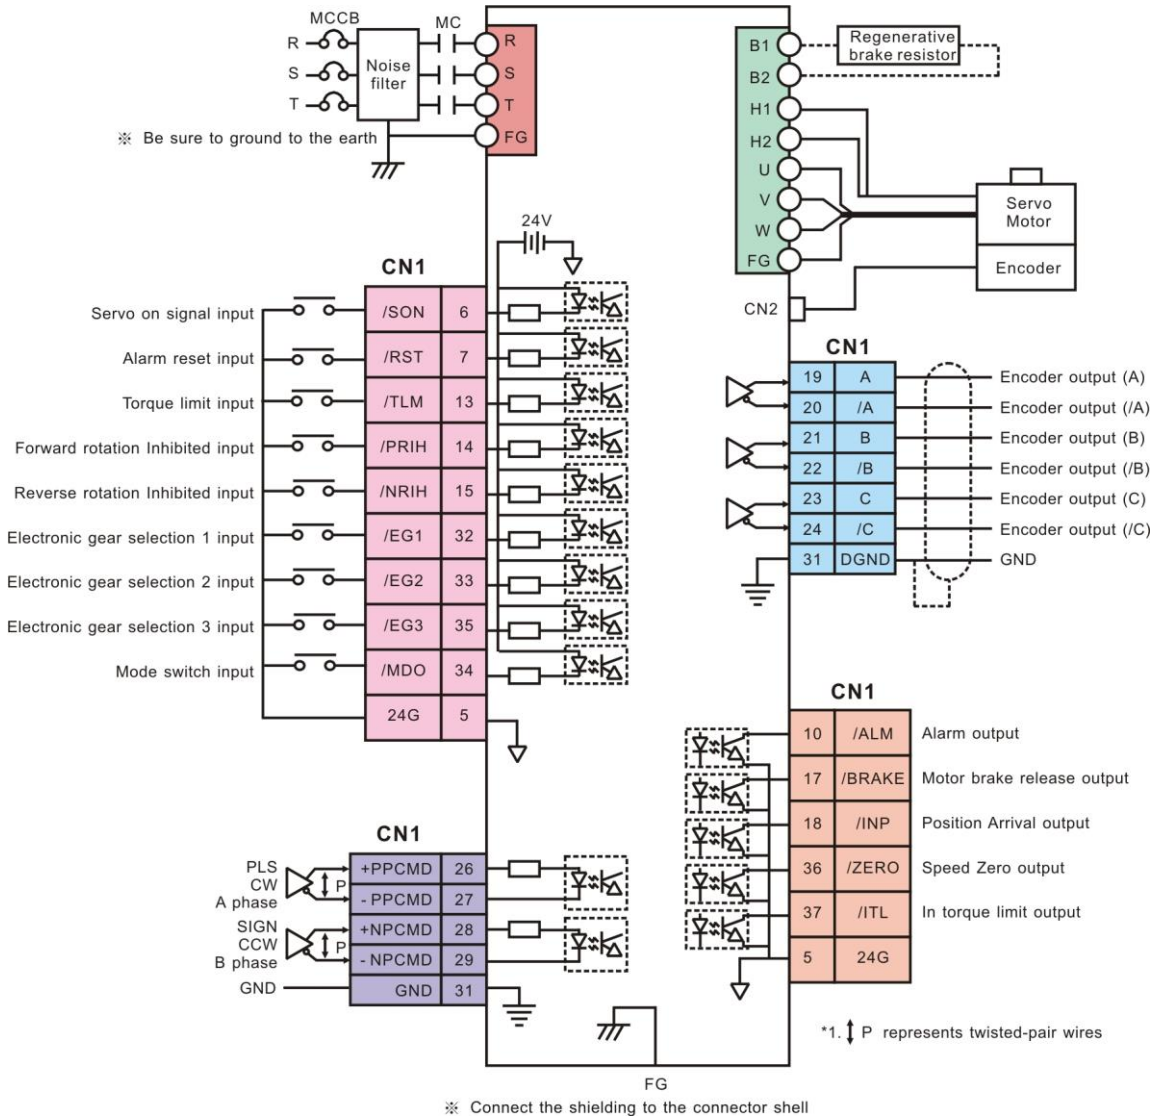 MCCB
MC
R
R
S
S
T
T
FG
Noise
filter
※ Be sure to ground to the earth
B1
B2
H1
H2
U
V
W
FG
Regenerative
brake resistor
Servo
Motor
Encoder
CN2
24V
CN1
Servo on signal input /SON 6
Alarm reset input /RST 7
Torque limit input /TLM 13
Forward rotation Inhibited input /PRIH 14
Reverse rotation Inhibited input /NRIH 15
Electronic gear selection 1 input /EG1 32
Electronic gear selection 2 input /EG2 33
Electronic gear selection 3 input /EG3 35
Mode switch input /MDO 34
24G 5
CN1
19 A Encoder output (A)
20 /A Encoder output (/A)
21 B Encoder output (B)
22 /B Encoder output (/B)
23 C Encoder output (C)
24 /C Encoder output (/C)
31 DGND GND
CN1
10 /ALM Alarm output
17 /BRAKE Motor brake release output
18 /INP Position Arrival output
36 /ZERO Speed Zero output
37 /ITL In torque limit output
5 24G
CN1
PLS
CW
A phase
P
+PPCMD 26
- PPCMD 27
SIGN
CCW
B phase
P
+NPCMD 28
- NPCMD 29
GND GND 31
*1. ↕ P represents twisted-pair wires
FG
※ Connect the shielding to the connector shell